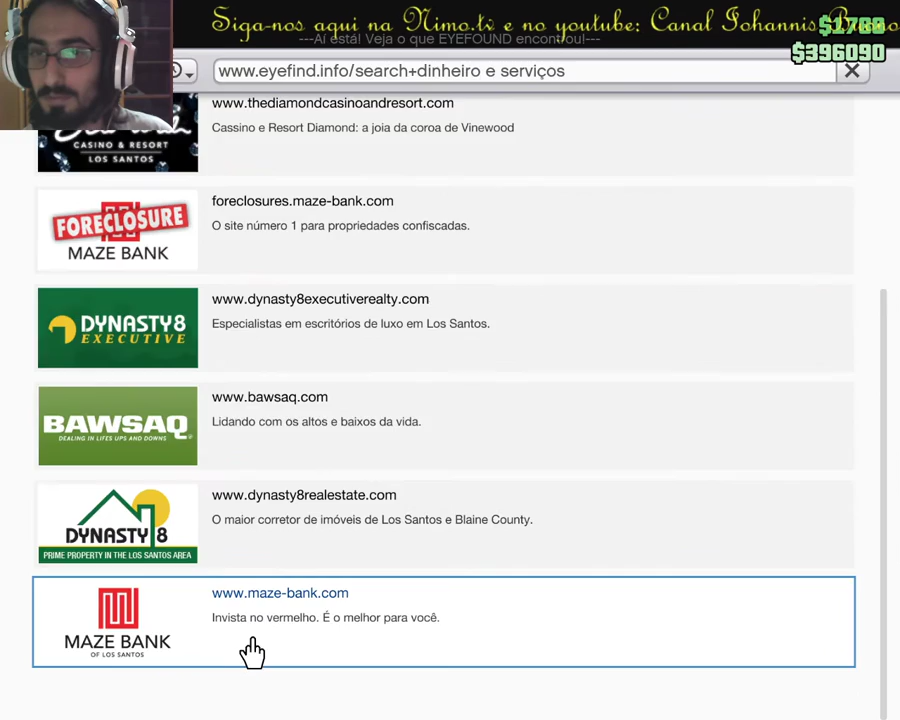 Siga-nos aqui na Nimo.tv e no youtube: Canal Iohannis
---Aí está! Veja o que EYEFOUND encontrou!---
$1788
$396090
www.eyefind.info/search+dinheiro e serviços
CASINO & RESORT
LOS SANTOS
www.thediamondcasinoandresort.com
Cassino e Resort Diamond: a joia da coroa de Vinewood
FORECLOSURE
MAZE BANK
foreclosures.maze-bank.com
O site número 1 para propriedades confiscadas.
DYNASTY8
EXECUTIVE
www.dynasty8executiverealty.com
Especialistas em escritórios de luxo em Los Santos.
BAWSAQ
DEALING IN LIFES UPS AND DOWNS
www.bawsaq.com
Lidando com os altos e baixos da vida.
DYNASTY 8
PRIME PROPERTY IN THE LOS SANTOS AREA
www.dynasty8realestate.com
O maior corretor de imóveis de Los Santos e Blaine County.
MAZE BANK
OF LOS SANTOS
www.maze-bank.com
Invista no vermelho. É o melhor para você.